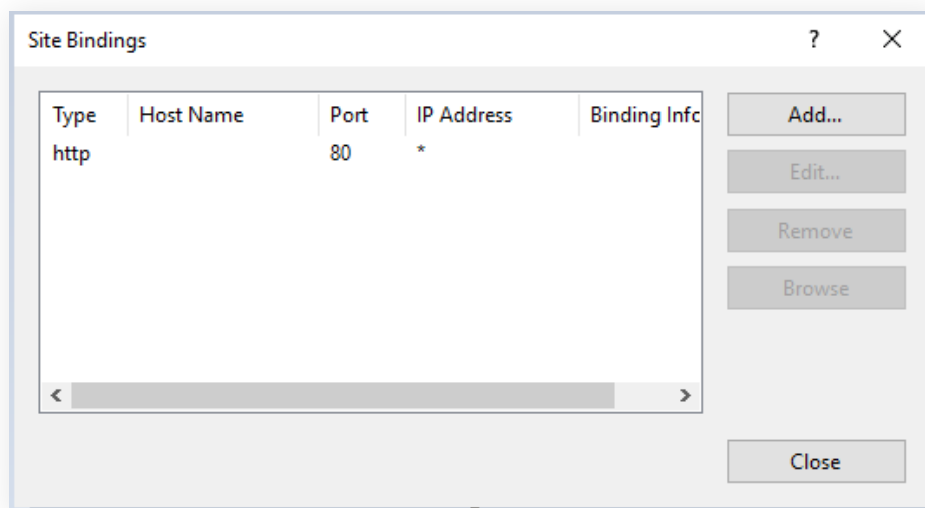 Site Bindings
Type Host Name Port IP Address Binding Infc
http 80 *
Add...
Edit...
Remove
Browse
Close